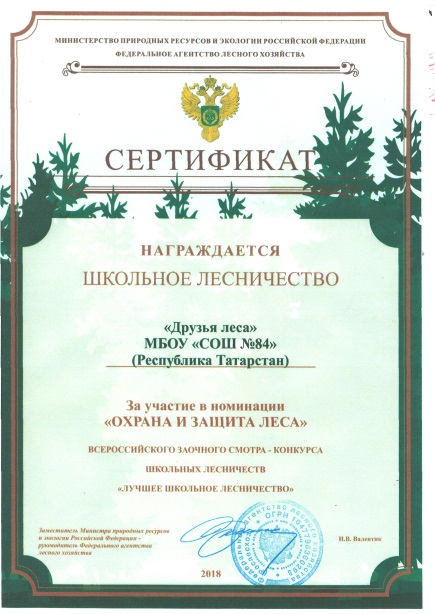 МИНИСТЕРСТВО ПРИРОДНЫХ РЕСУРСОВ И ЭКОЛОГИИ РОССИЙСКОЙ ФЕДЕРАЦИИ
ФЕДЕРАЛЬНОЕ АГЕНТСТВО ЛЕСНОГО ХОЗЯЙСТВА
СЕРТИФИКАТ
НАГРАЖДАЕТСЯ
ШКОЛЬНОЕ ЛЕСНИЧЕСТВО
«Друзья леса»
МБОУ «СОШ №84»
(Республика Татарстан)
За участие в номинации
«ОХРАНА И ЗАЩИТА ЛЕСА»
ВСЕРОССИЙСКОГО ЗАОЧНОГО СМОТРА - КОНКУРСА
ШКОЛЬНЫХ ЛЕСНИЧЕСТВ
«ЛУЧШЕЕ ШКОЛЬНОЕ ЛЕСНИЧЕСТВО»
Заместитель Министра природных ресурсов
и экологии Российской Федерации -
руководитель Федерального агентства
лесного хозяйства
И.В. Валентик
2018